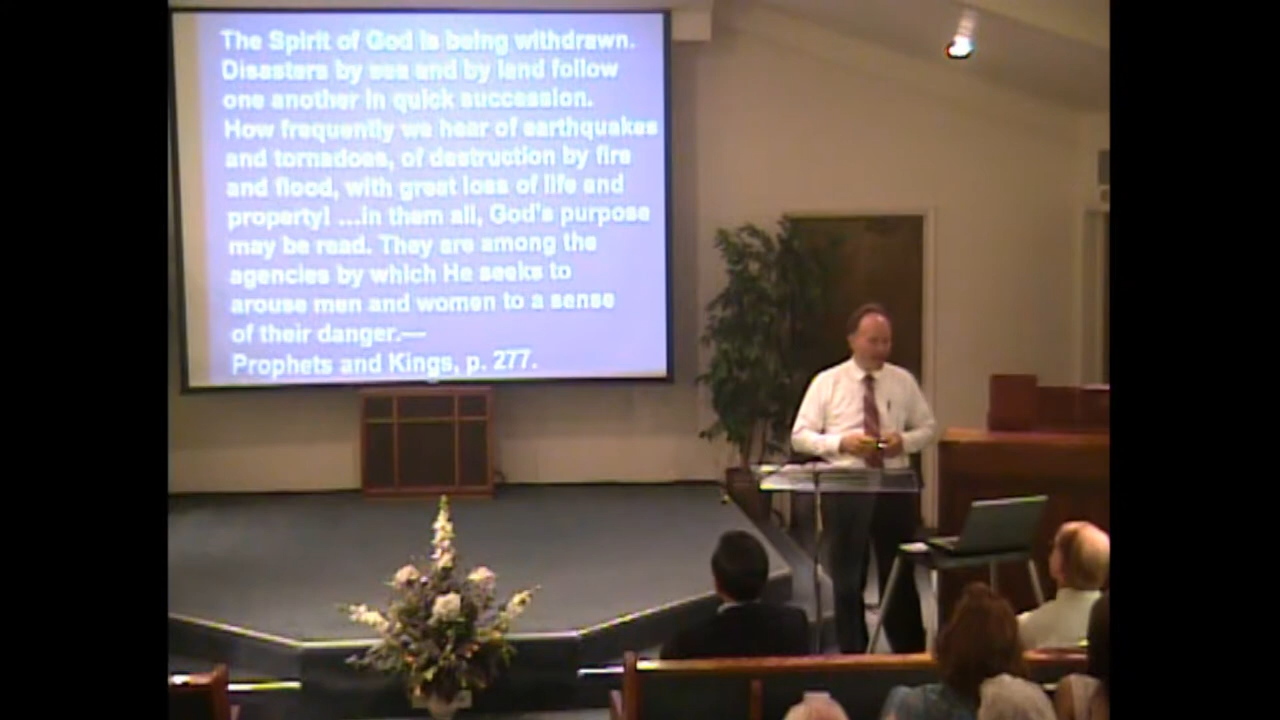 The Spirit of God is being withdrawn.
Disasters by sea and by land follow
one another in quick succession.
How frequently we hear of earthquakes
and tornadoes, of destruction by fire
and flood, with great loss of life and
property! ...in them all, God's purpose
may be read. They are among the
agencies by which He seeks to
arouse men and women to a sense
of their danger.—
Prophets and Kings, p. 277.